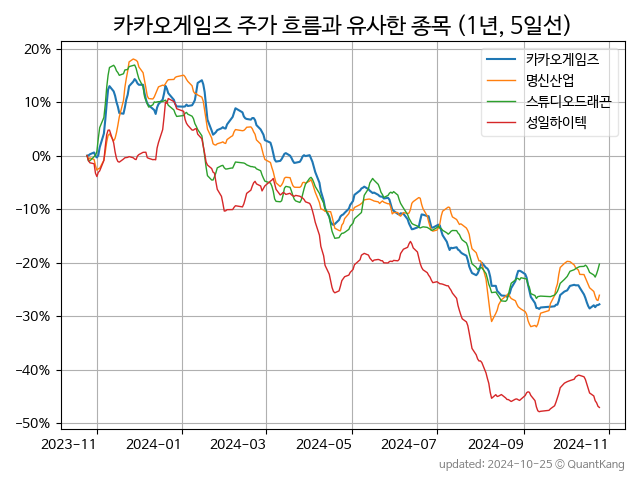 카카오게임즈 주가 흐름과 유사한 종목 (1년, 5일선)
카카오게임즈
명신산업
스튜디오드래곤
성일하이텍
20%
10%
0%
−10%
−20%
−30%
−40%
−50%
2023-11 2024-01 2024-03 2024-05 2024-07 2024-09 2024-11
updated: 2024-10-25 © QuantKang